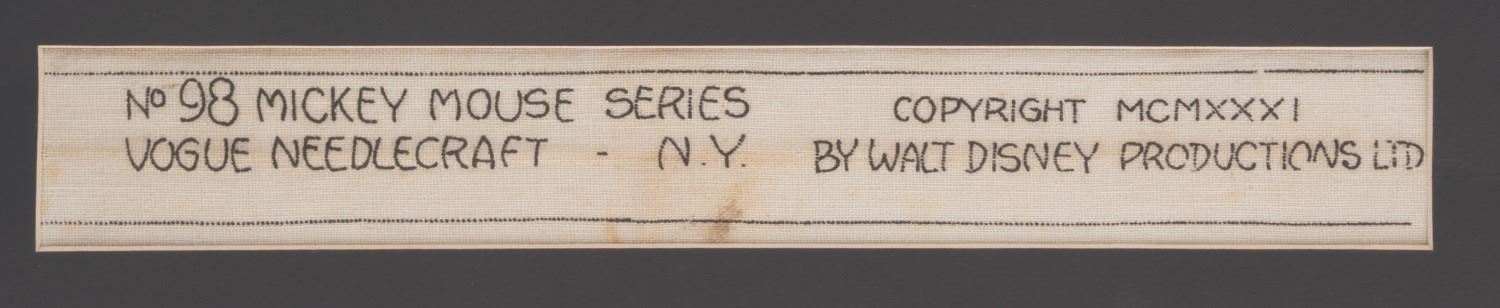 No 98 MICKEY MOUSE SERIES COPYRIGHT MCMXXXI
VOGUE NEEDLECRAFT - N.Y. BY WALT DISNEY PRODUCTIONS LTD